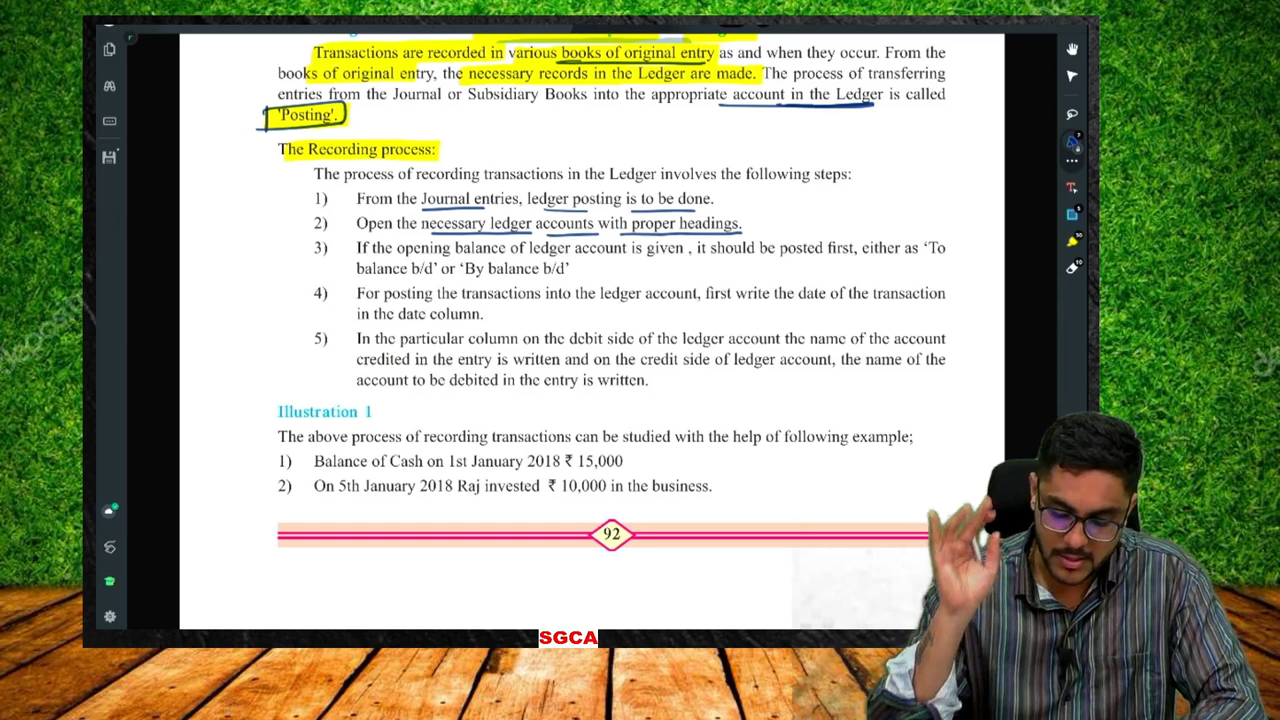 Transactions are recorded in various books of original entry as and when they occur. From the
books of original entry, the necessary records in the Ledger are made. The process of transferring
entries from the Journal or Subsidiary Books into the appropriate account in the Ledger is called
'Posting'.
The Recording process:
The process of recording transactions in the Ledger involves the following steps:
1) From the Journal entries, ledger posting is to be done.
2) Open the necessary ledger accounts with proper headings.
3) If the opening balance of ledger account is given , it should be posted first, either as ‘To
balance b/d’ or ‘By balance b/d’
4) For posting the transactions into the ledger account, first write the date of the transaction
in the date column.
5) In the particular column on the debit side of the ledger account the name of the account
credited in the entry is written and on the credit side of ledger account, the name of the
account to be debited in the entry is written.
Illustration 1
The above process of recording transactions can be studied with the help of following example;
1) Balance of Cash on 1st January 2018 ₹ 15,000
2) On 5th January 2018 Raj invested ₹ 10,000 in the business.
92
SGCA